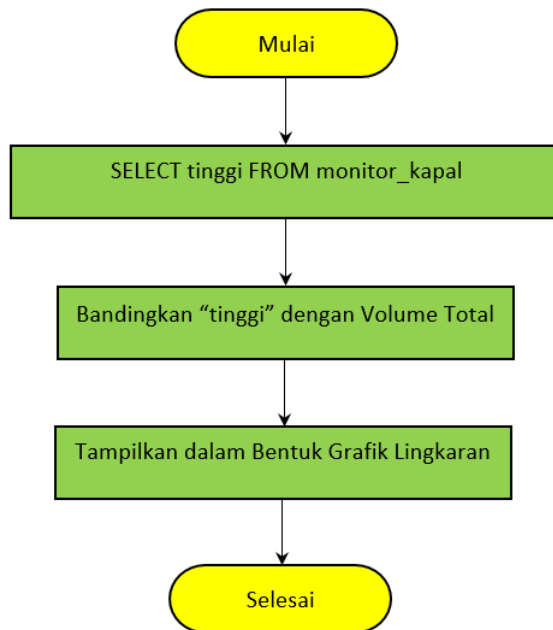 Mulai
SELECT tinggi FROM monitor_kapal
Bandingkan “tinggi” dengan Volume Total
Tampilkan dalam Bentuk Grafik Lingkaran
Selesai